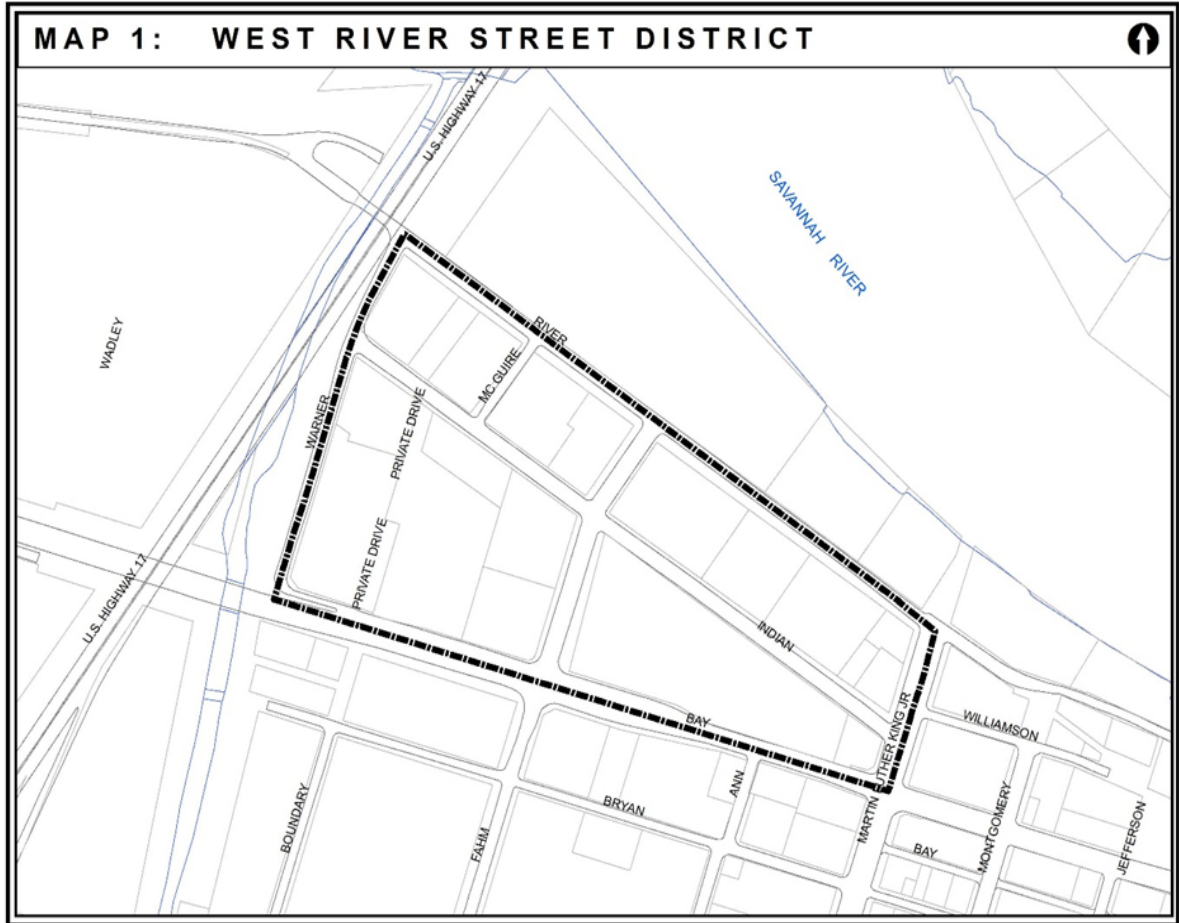 MAP 1: WEST RIVER STREET DISTRICT
U.S. HIGHWAY 17
SAVANNAH RIVER
WADLEY
RIVER
MC GUIRE
PRIVATE DRIVE
WARNER
PRIVATE DRIVE
U.S. HIGHWAY 17
INDIAN
BAY
MARTIN LUTHER KING JR
WILLIAMSON
ANN
BRYAN
BOUNDARY
FAHM
MONTGOMERY
JEFFERSON
BAY